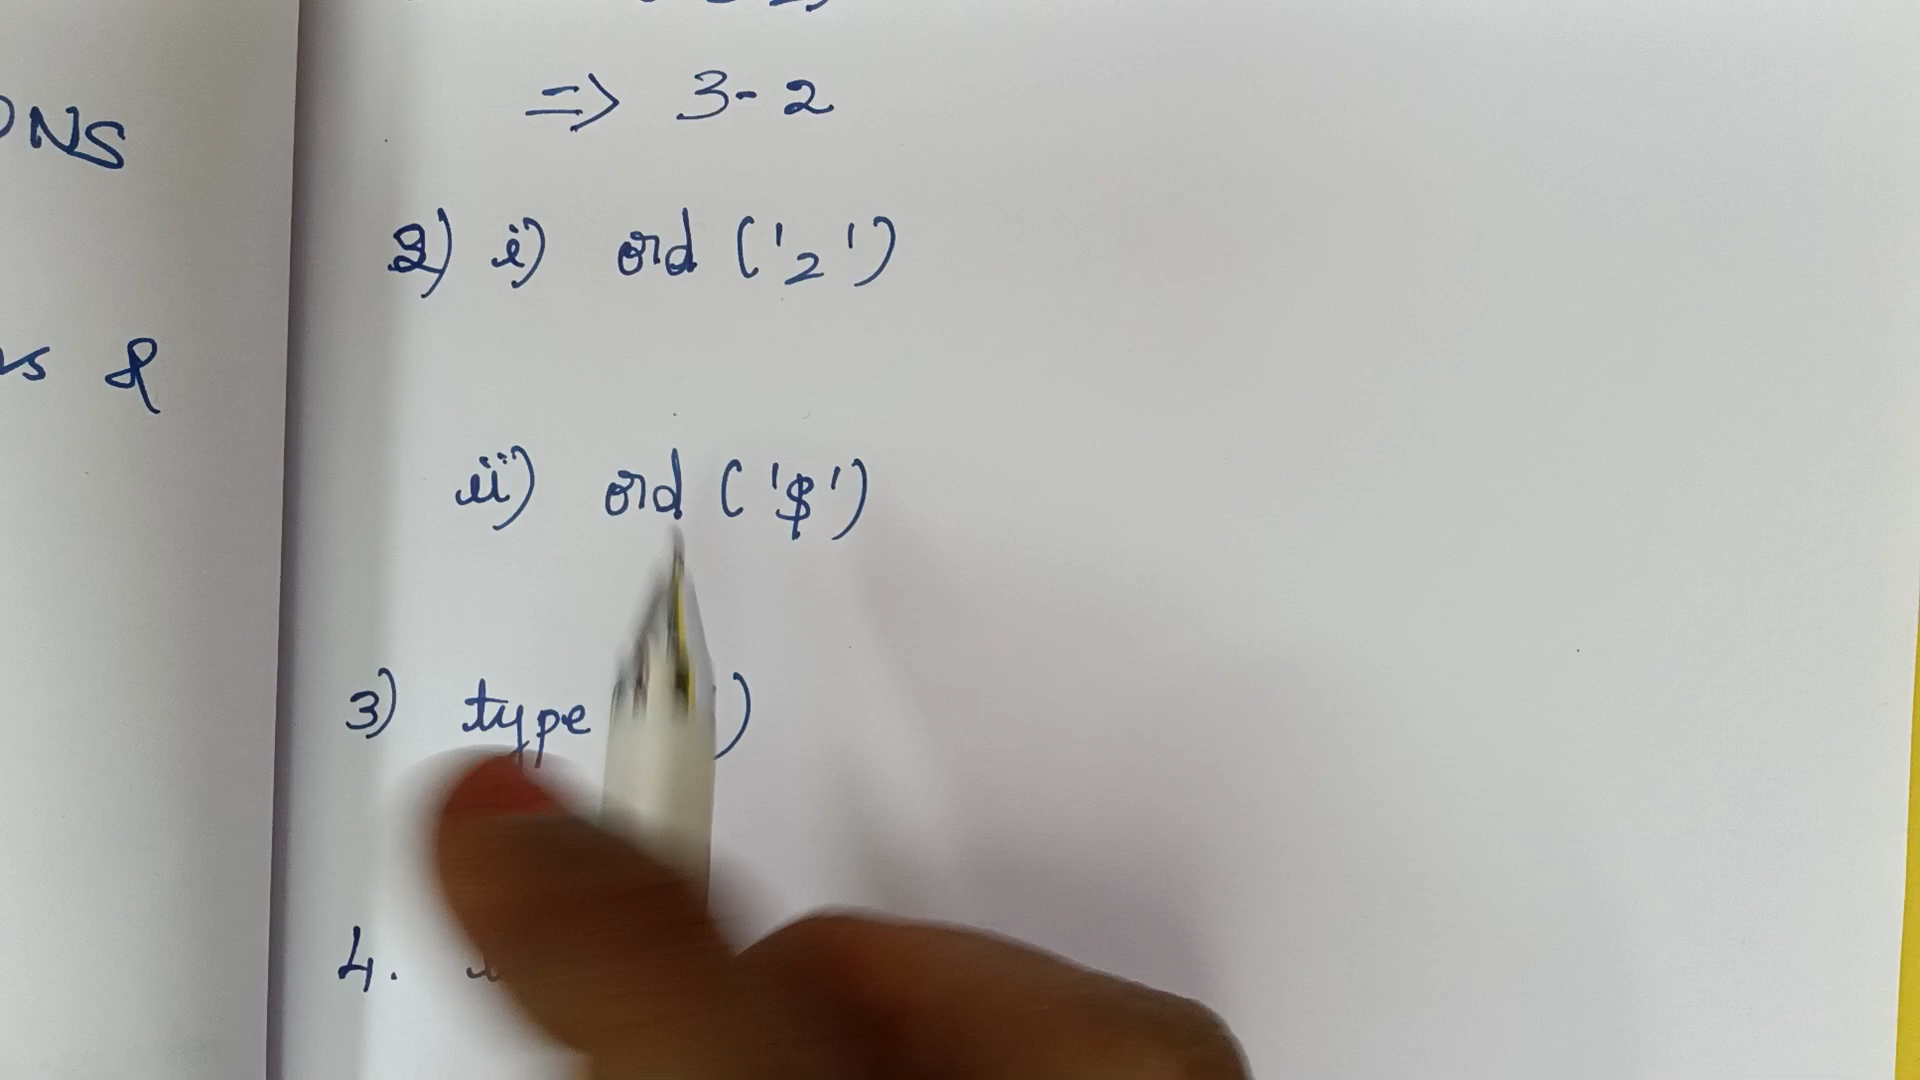 ONS
&
=> 3-2
2) i) ord ('2')
ii) ord ('$')
3) type )
4.